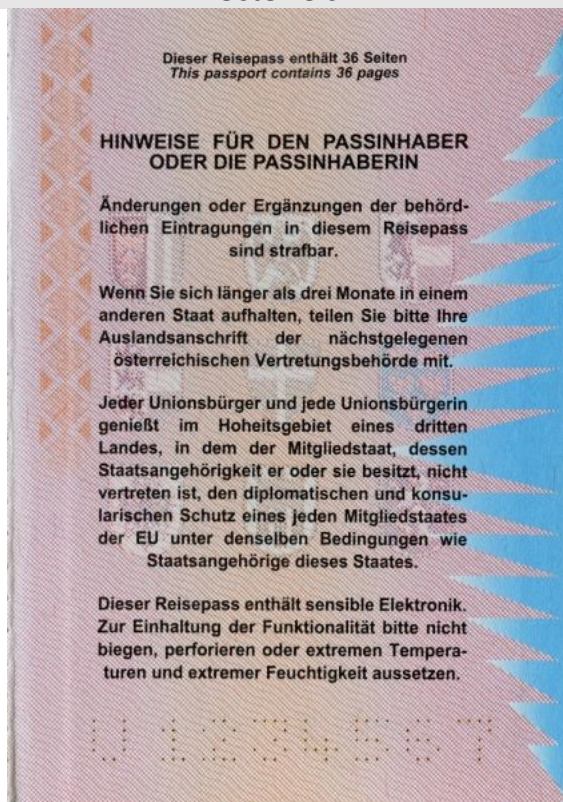 Dieser Reisepass enthält 36 Seiten
This passport contains 36 pages
HINWEISE FÜR DEN PASSINHABER
ODER DIE PASSINHABERIN
Änderungen oder Ergänzungen der behörd-
lichen Eintragungen in diesem Reisepass
sind strafbar.
Wenn Sie sich länger als drei Monate in einem
anderen Staat aufhalten, teilen Sie bitte Ihre
Auslandsanschrift der nächstgelegenen
österreichischen Vertretungsbehörde mit.
Jeder Unionsbürger und jede Unionsbürgerin
genießt im Hoheitsgebiet eines dritten
Landes, in dem der Mitgliedstaat, dessen
Staatsangehörigkeit er oder sie besitzt, nicht
vertreten ist, den diplomatischen und konsu-
larischen Schutz eines jeden Mitgliedstaates
der EU unter denselben Bedingungen wie
Staatsangehörige dieses Staates.
Dieser Reisepass enthält sensible Elektronik.
Zur Einhaltung der Funktionalität bitte nicht
biegen, perforieren oder extremen Tempera-
turen und extremer Feuchtigkeit aussetzen.
U 1234567